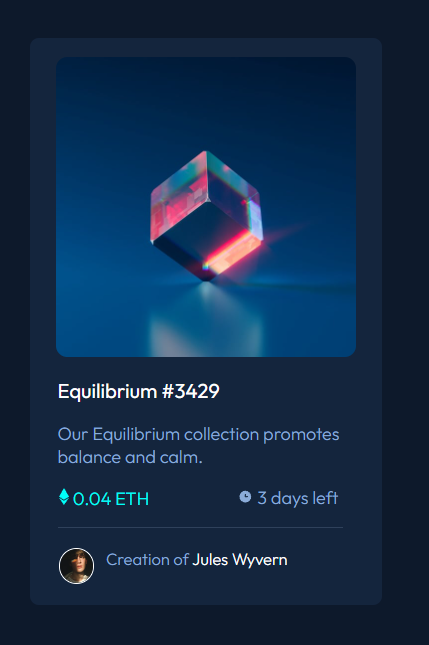 Equilibrium #3429
Our Equilibrium collection promotes
balance and calm.
0.04 ETH
3 days left
Creation of Jules Wyvern